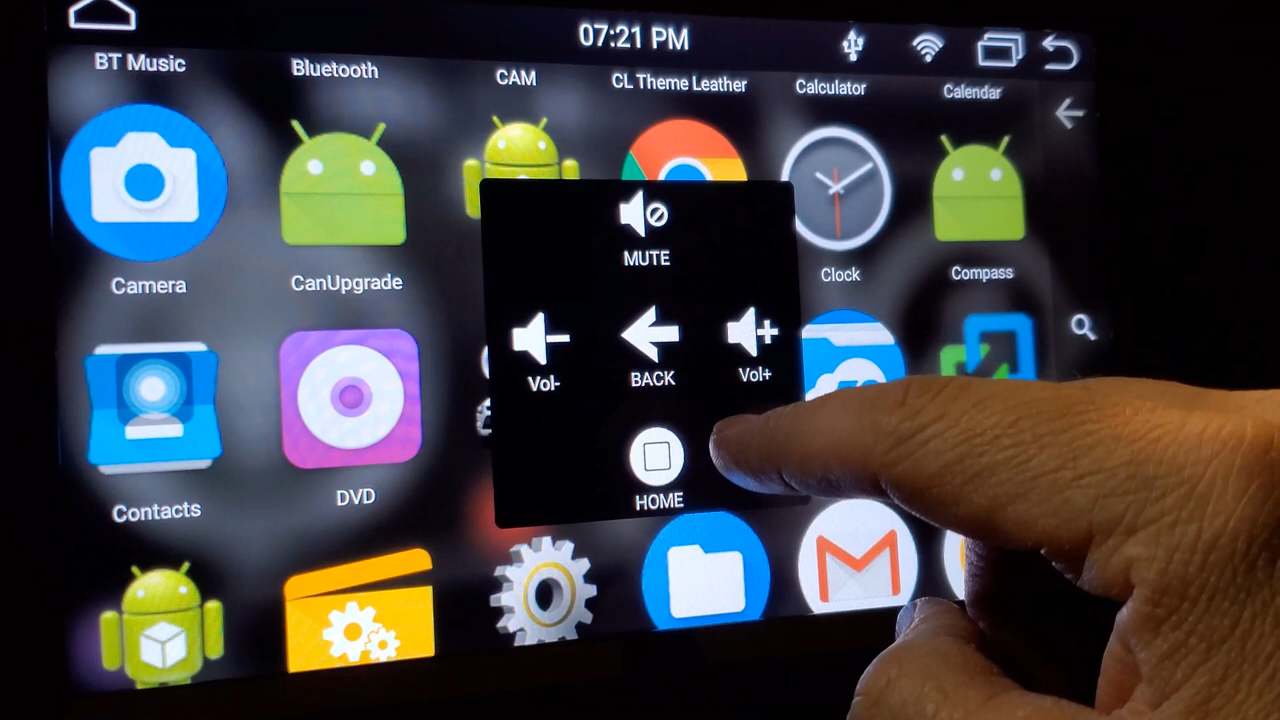 07:21 PM
BT Music
Bluetooth
CAM
CL Theme Leather
Calculator
Calendar
Camera
CanUpgrade
Clock
Compass
MUTE
Vol-
BACK
Vol+
HOME
Contacts
DVD